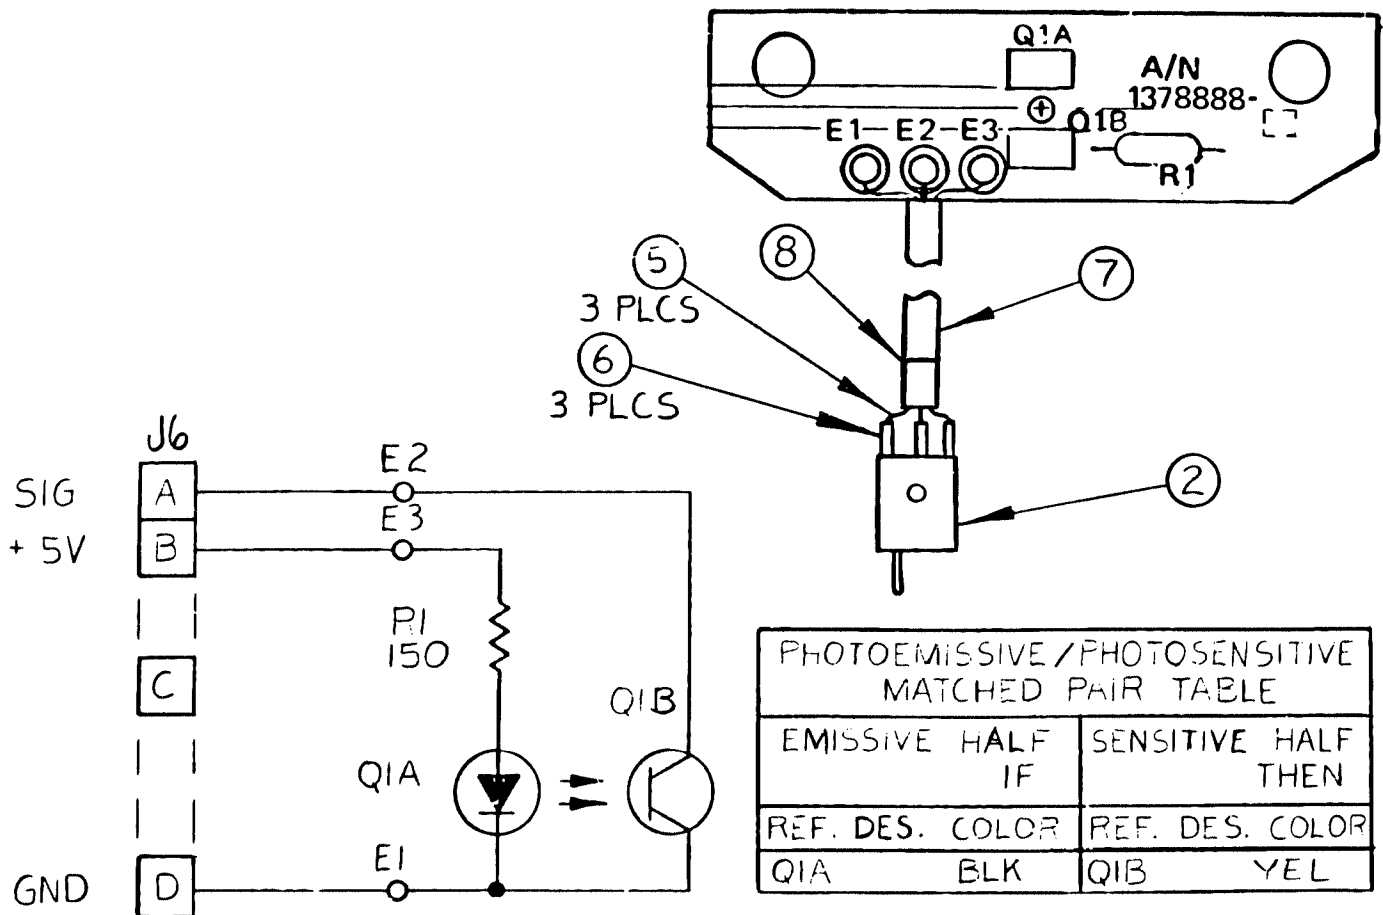 Q1A
A/N
1378888-
E1 E2 E3 Q1B
R1
8
5
7
3 PLCS
6
3 PLCS
2
J6
SIG A E2
E3
+ 5V B
R1
150
C
Q1B
Q1A
E1
GND D
PHOTOEMISSIVE/PHOTOSENSITIVE
MATCHED PAIR TABLE
EMISSIVE HALF
IF
SENSITIVE HALF
THEN
REF. DES. COLOR REF. DES. COLOR
Q1A BLK Q1B YEL